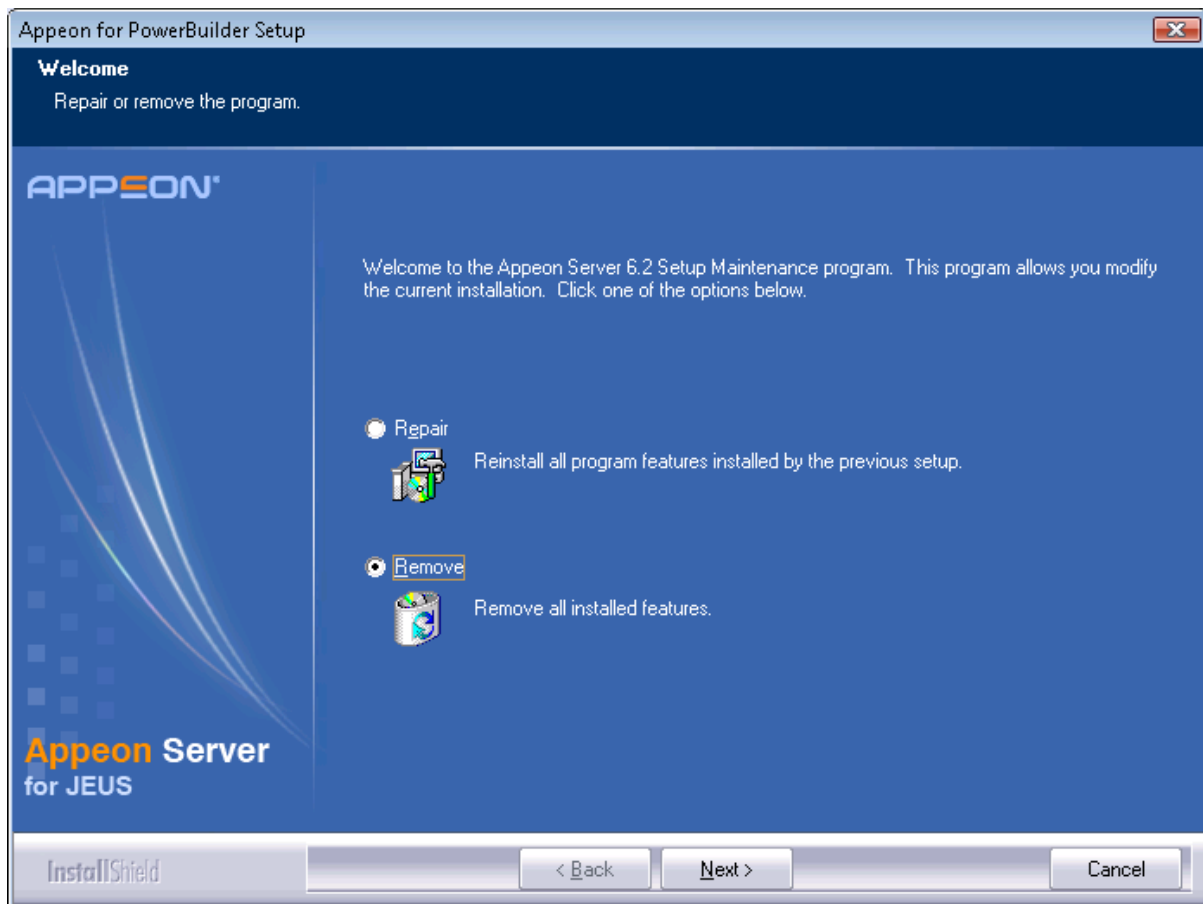 Appeon for PowerBuilder Setup
Welcome
Repair or remove the program.
APPEON
Welcome to the Appeon Server 6.2 Setup Maintenance program. This program allows you modify
the current installation. Click one of the options below.
Repair
Reinstall all program features installed by the previous setup.
Remove
Remove all installed features.
Appeon Server
for JEUS
InstallShield
< Back
Next >
Cancel